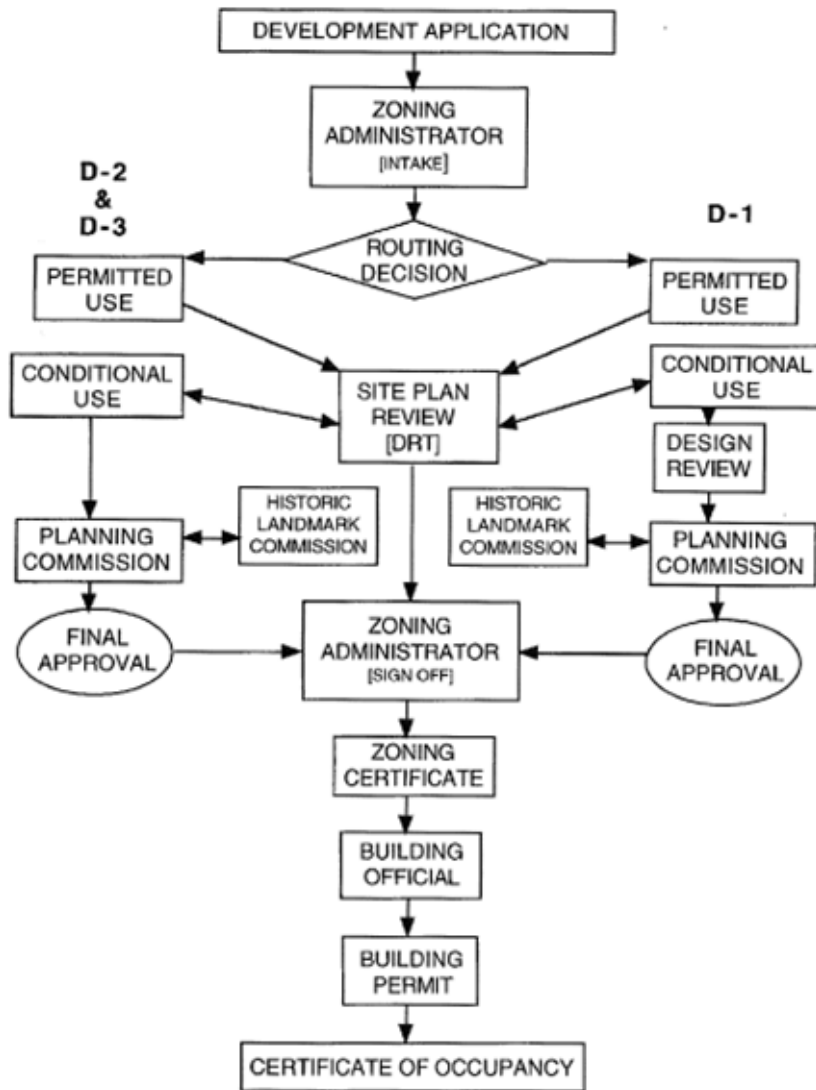 DEVELOPMENT APPLICATION
ZONING
ADMINISTRATOR
[INTAKE]
D-2
&
D-3
D-1
ROUTING
DECISION
PERMITTED
USE
PERMITTED
USE
CONDITIONAL
USE
SITE PLAN
REVIEW
[DRT]
CONDITIONAL
USE
DESIGN
REVIEW
PLANNING
COMMISSION
HISTORIC
LANDMARK
COMMISSION
HISTORIC
LANDMARK
COMMISSION
PLANNING
COMMISSION
FINAL
APPROVAL
ZONING
ADMINISTRATOR
[SIGN OFF]
FINAL
APPROVAL
ZONING
CERTIFICATE
BUILDING
OFFICIAL
BUILDING
PERMIT
CERTIFICATE OF OCCUPANCY